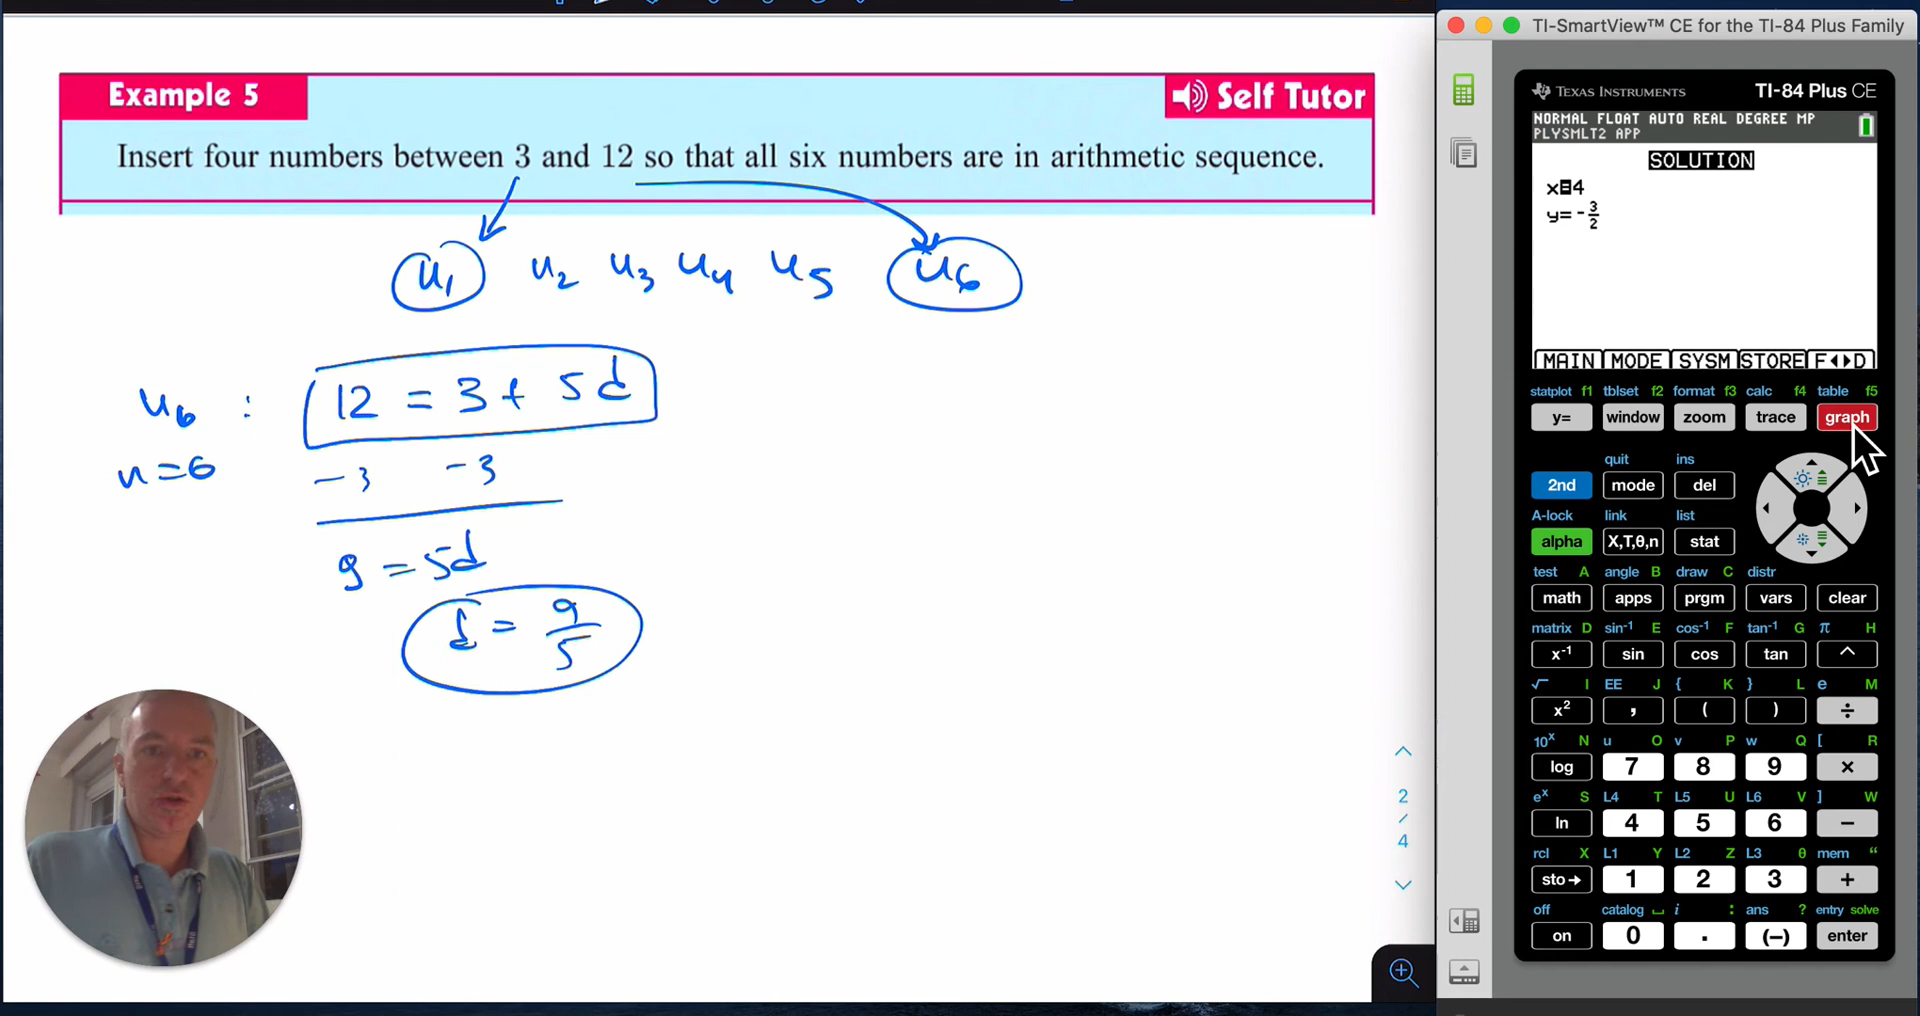 TI-SmartView™ CE for the TI-84 Plus Family
Example 5
Self Tutor
Insert four numbers between 3 and 12 so that all six numbers are in arithmetic sequence.
u1 u2 u3 u4 u5 u6
u6 : 12 = 3 + 5d
n=6 -3 -3
9 = 5d
d = 9/5
2
/
4
TEXAS INSTRUMENTS TI-84 Plus CE
NORMAL FLOAT AUTO REAL DEGREE MP
PLYSMLT2 APP
SOLUTION
x=4
y=-3/2
MAIN MODE SYSM STORE F◄►D
statplot f1 tblset f2 format f3 calc f4 table f5
y= window zoom trace graph
quit ins
2nd mode del
A-lock link list
alpha X,T,θ,n stat
test A angle B draw C distr
math apps prgm vars clear
matrix D sin-1 E cos-1 F tan-1 G π H
x-1 sin cos tan ^
√ I EE J { K } L e M
x² , ( ) ÷
10x N u O v P w Q [ R
log 7 8 9 ×
ex S L4 T L5 U L6 V ] W
ln 4 5 6 −
rcl X L1 Y L2 Z L3 θ mem “
sto→ 1 2 3 +
off catalog ⎵ i : ans ? entry solve
on 0 . (−) enter